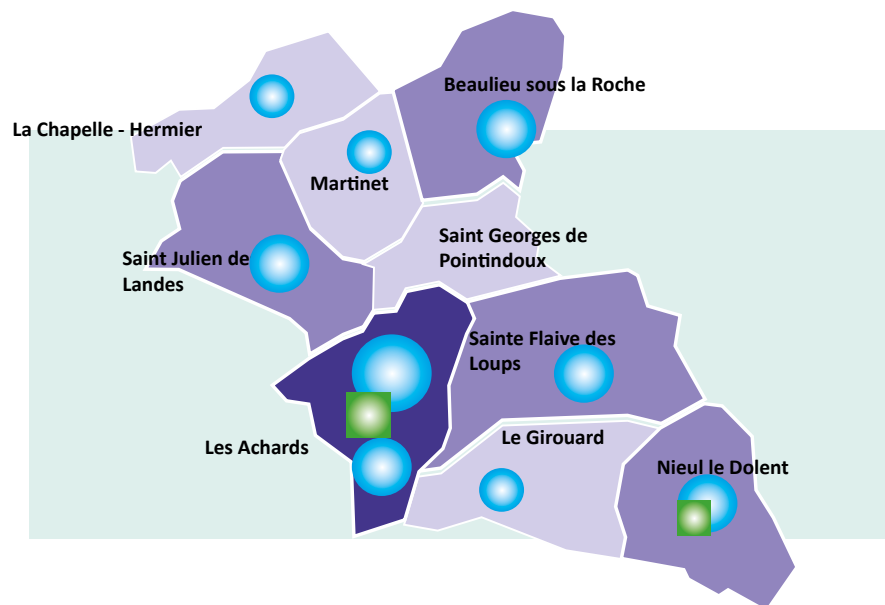 Beaulieu sous la Roche
La Chapelle - Hermier
Martinet
Saint Georges de
Pointindoux
Saint Julien de
Landes
Sainte Flaive des
Loups
Le Girouard
Les Achards
Nieul le Dolent